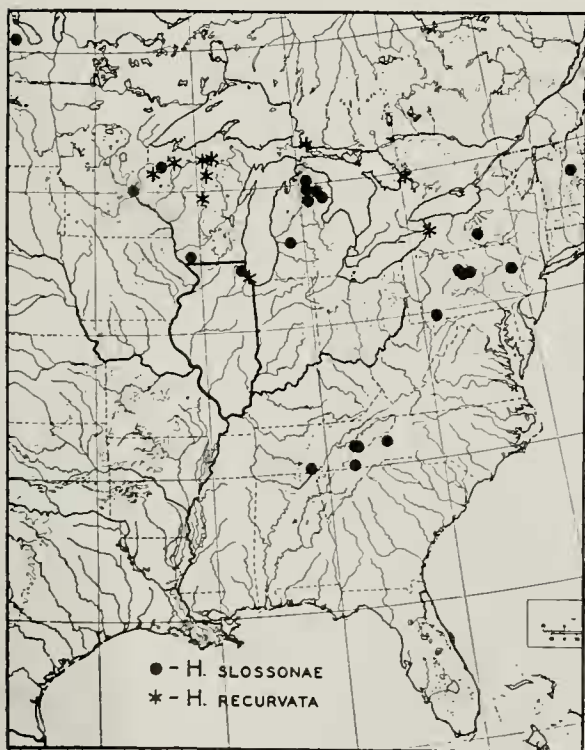 ● - H. SLOSSONAE
* - H. RECURVATA